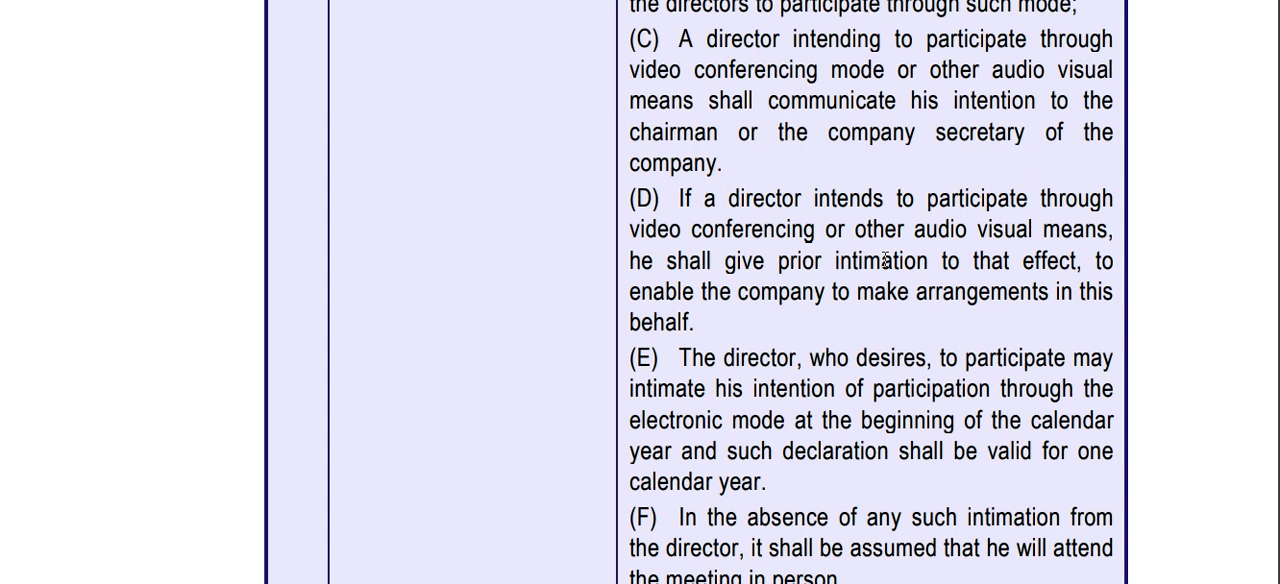 the directors to participate through such mode;
(C) A director intending to participate through
video conferencing mode or other audio visual
means shall communicate his intention to the
chairman or the company secretary of the
company.
(D) If a director intends to participate through
video conferencing or other audio visual means,
he shall give prior intimation to that effect, to
enable the company to make arrangements in this
behalf.
(E) The director, who desires, to participate may
intimate his intention of participation through the
electronic mode at the beginning of the calendar
year and such declaration shall be valid for one
calendar year.
(F) In the absence of any such intimation from
the director, it shall be assumed that he will attend
the meeting in person.